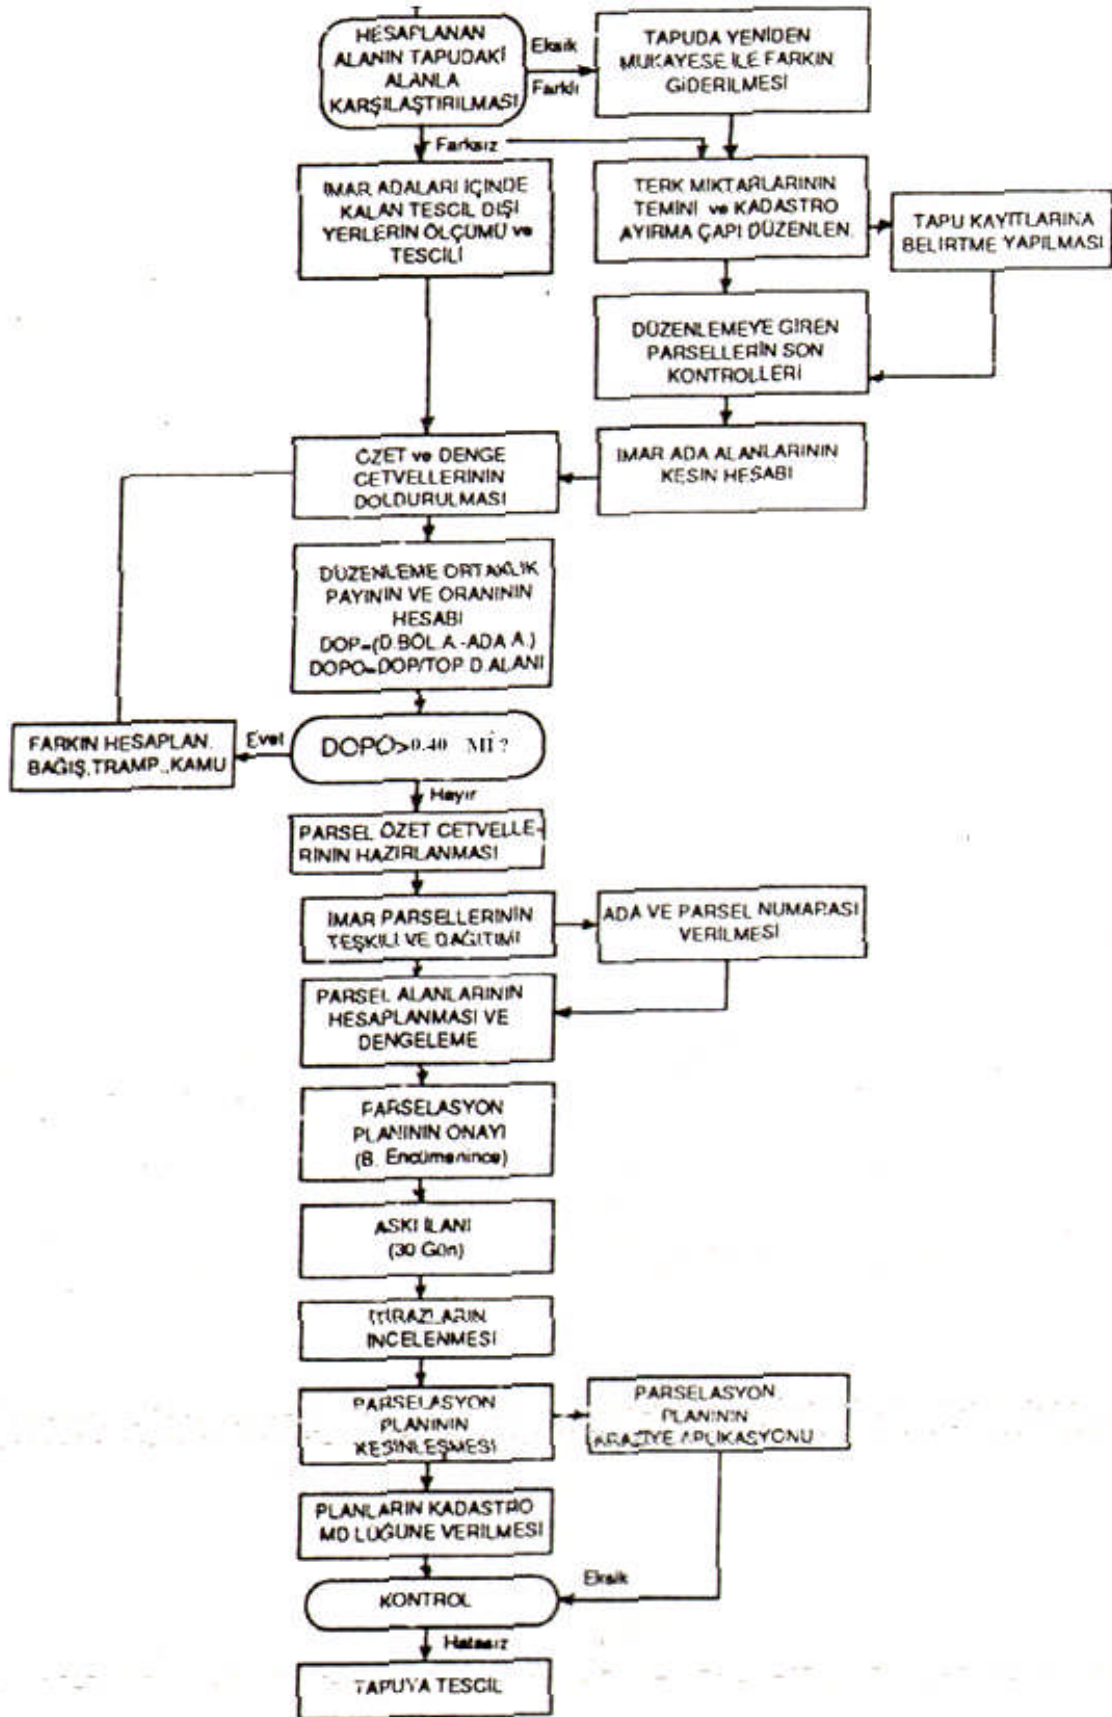 HESAPLANAN
ALANIN TAPUDAKİ
ALANLA
KARŞILAŞTIRILMASI
Eksik
Farklı
TAPUDA YENİDEN
MUKAYESE İLE FARKIN
GİDERİLMESİ
Farksız
İMAR ADALARI İÇİNDE
KALAN TESCİL DIŞI
YERLERİN ÖLÇÜMÜ ve
TESCİLİ
TERK MİKTARLARININ
TEMİNİ ve KADASTRO
AYIRMA ÇAPI DÜZENLEN.
TAPU KAYITLARINA
BELİRTME YAPILMASI
DÜZENLEMEYE GİREN
PARSELLERİN SON
KONTROLLERİ
ÖZET ve DENGE
CETVELLERİNİN
DOLDURULMASI
İMAR ADA ALANLARININ
KESİN HESABI
DÜZENLEME ORTAKLIK
PAYININ VE ORANININ
HESABI
DOP=(D.BÖL.A.-ADA A.)
DOPO=DOP/TOP.D.ALANI
FARKIN HESAPLAN.
BAĞIŞ,TRAMP.,KAMU
Evet
DOPO>0.40 Mİ ?
Hayır
PARSEL ÖZET CETVELLE-
RİNİN HAZIRLANMASI
İMAR PARSELLERİNİN
TEŞKİLİ VE DAĞITIMI
ADA VE PARSEL NUMARASI
VERİLMESİ
PARSEL ALANLARININ
HESAPLANMASI VE
DENGELEME
PARSELASYON
PLANININ ONAYI
(B. Encümenince)
ASKI İLANI
(30 Gün)
İTİRAZLARIN
İNCELENMESİ
PARSELASYON
PLANININ
KESİNLEŞMESİ
PARSELASYON
PLANININ
ARAZİYE APLİKASYONU
PLANLARIN KADASTRO
MD LÜĞÜNE VERİLMESİ
Eksik
KONTROL
Hatasız
TAPUYA TESCİL